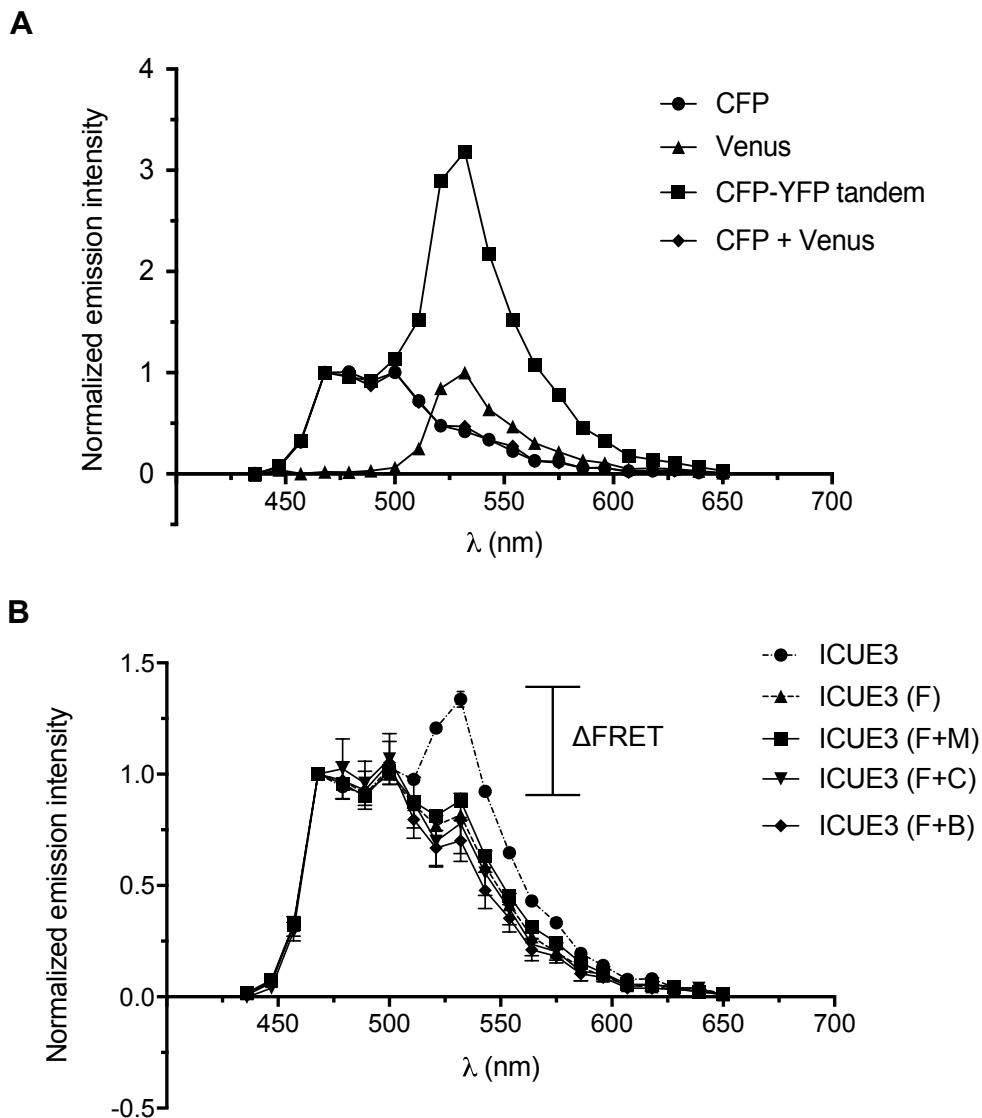 A
Normalized emission intensity
4
3
2
1
0
450
500
550
600
650
700
λ (nm)
CFP
Venus
CFP-YFP tandem
CFP + Venus
B
Normalized emission intensity
1.5
1.0
0.5
0.0
-0.5
450
500
550
600
650
700
λ (nm)
ΔFRET
ICUE3
ICUE3 (F)
ICUE3 (F+M)
ICUE3 (F+C)
ICUE3 (F+B)